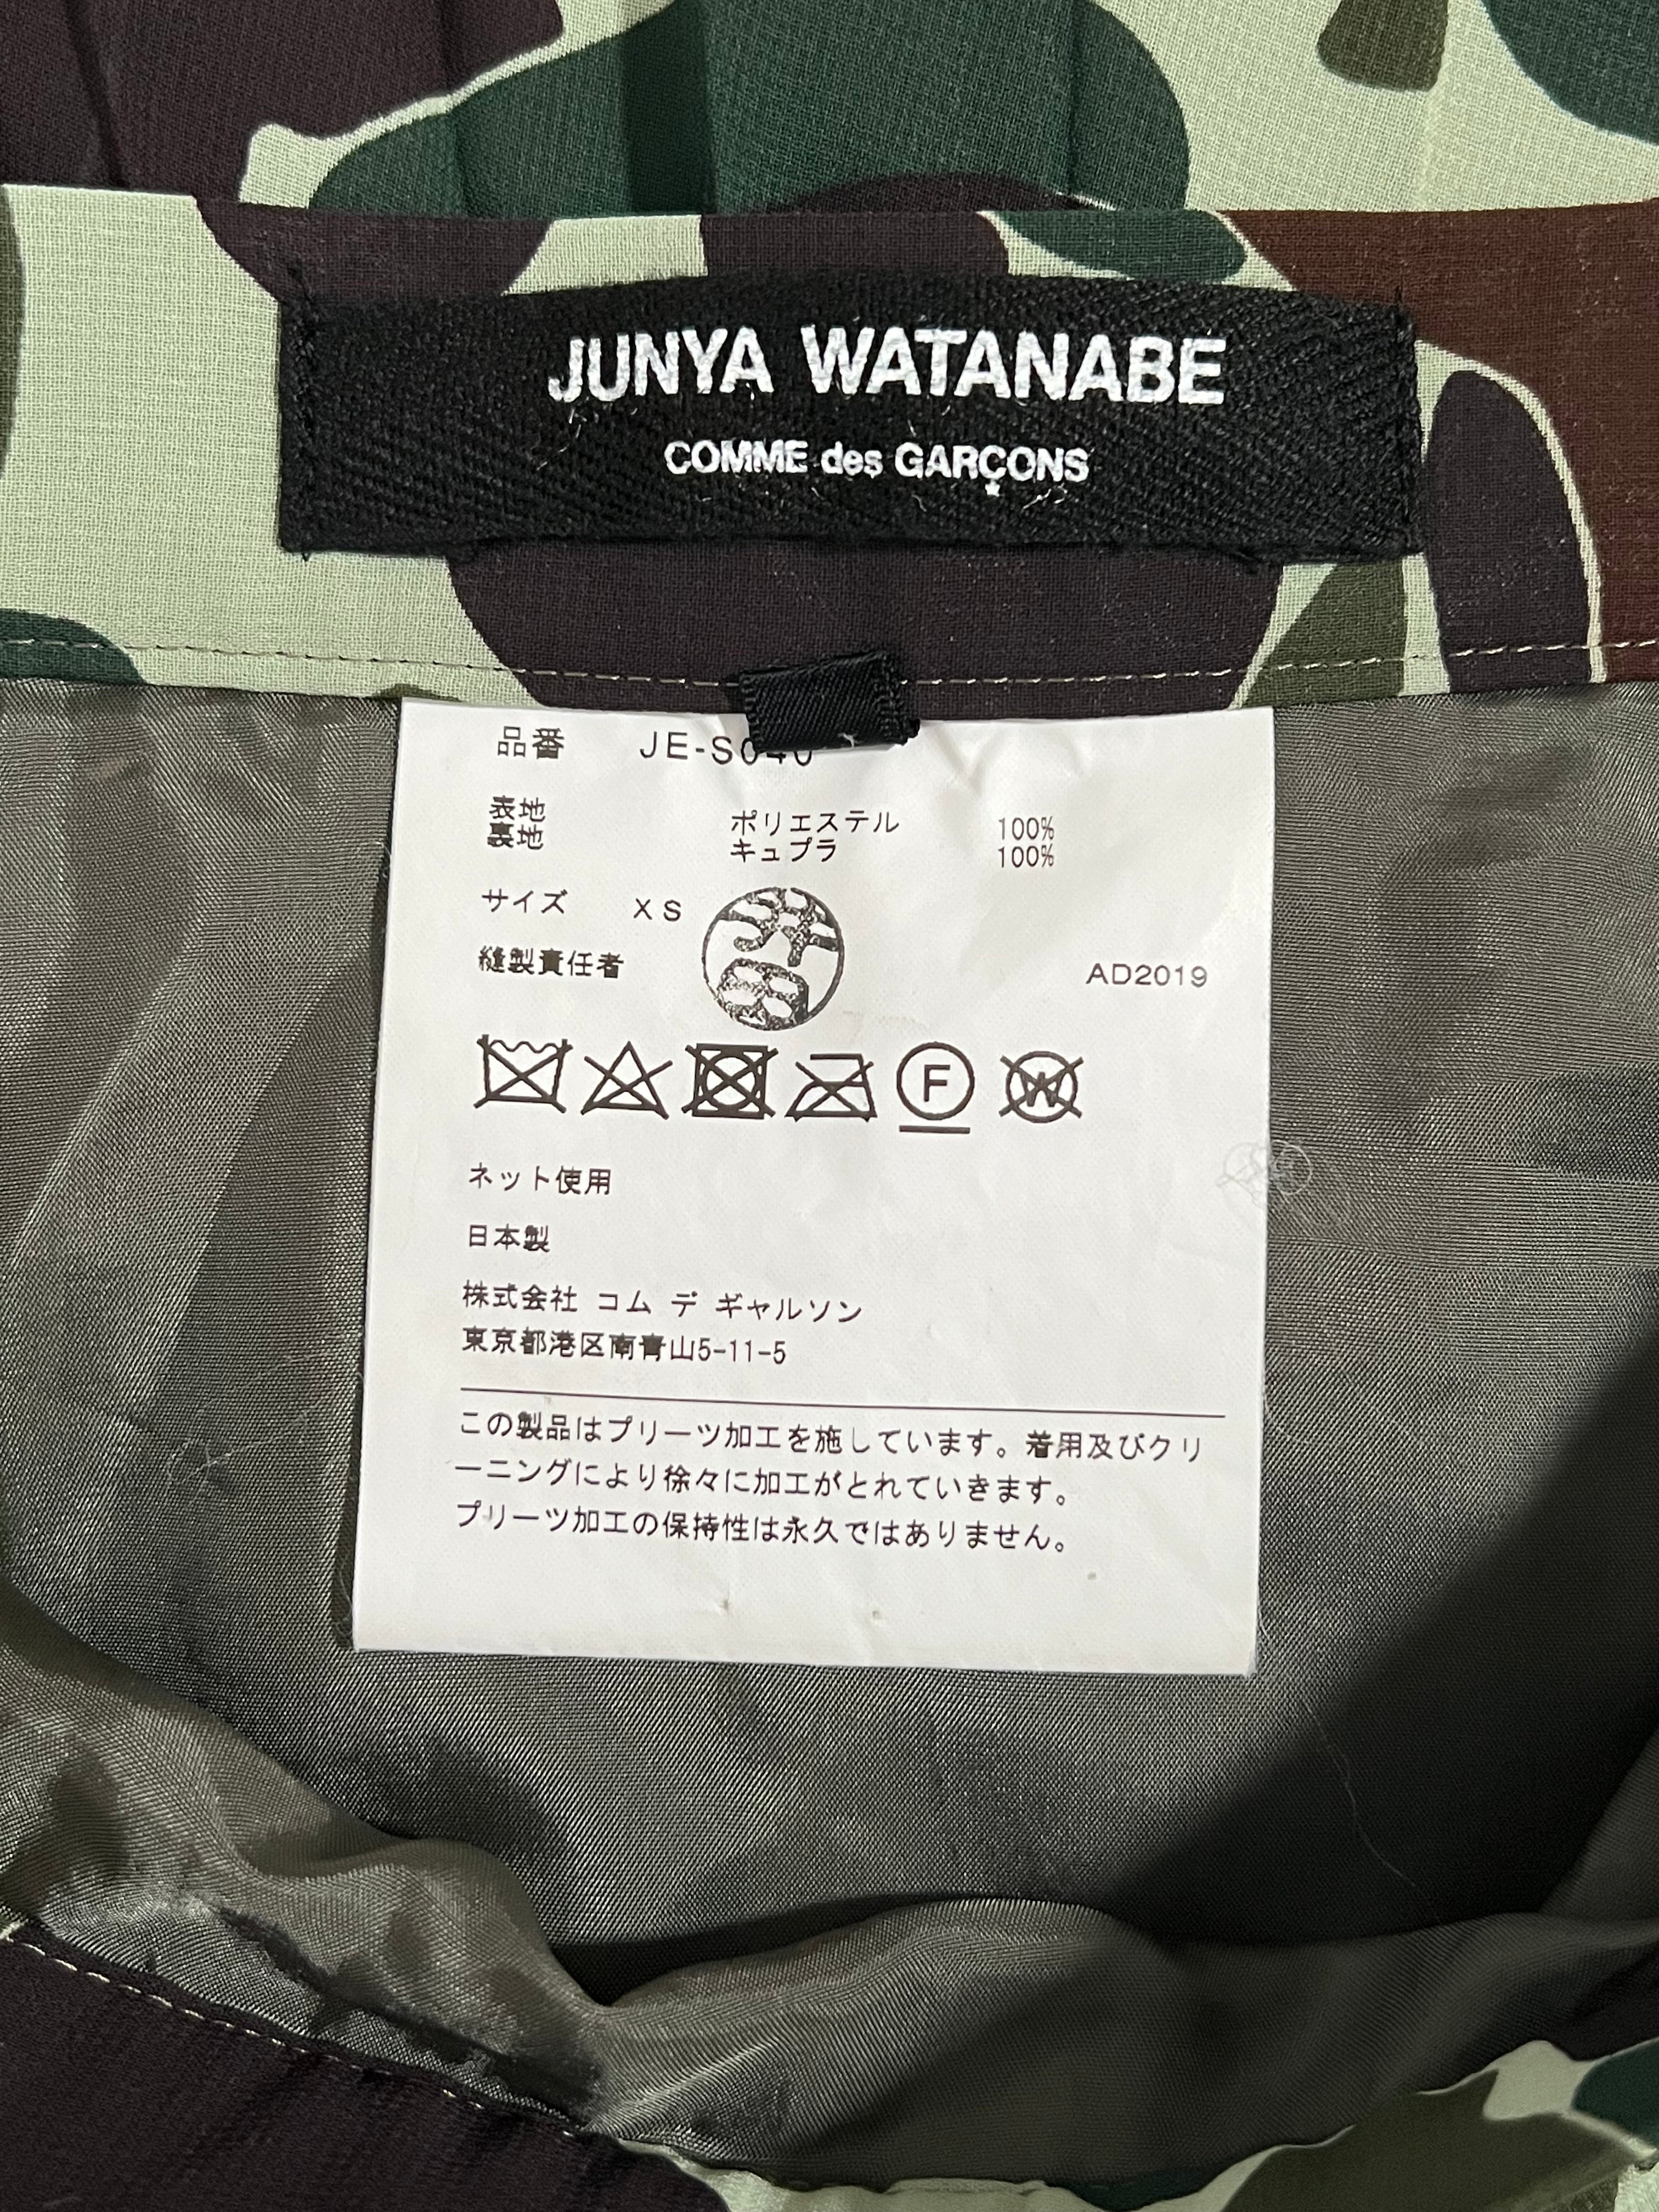 JUNYA WATANABE
COMME des GARÇONS
品番 JE-S040
表地 ポリエステル 100%
裏地 キュプラ 100%
サイズ XS
縫製責任者 AD2019
F W
ネット使用
日本製
株式会社 コム デ ギャルソン
東京都港区南青山5-11-5
この製品はプリーツ加工を施しています。着用及びクリ
ーニングにより徐々に加工がとれていきます。
プリーツ加工の保持性は永久ではありません。